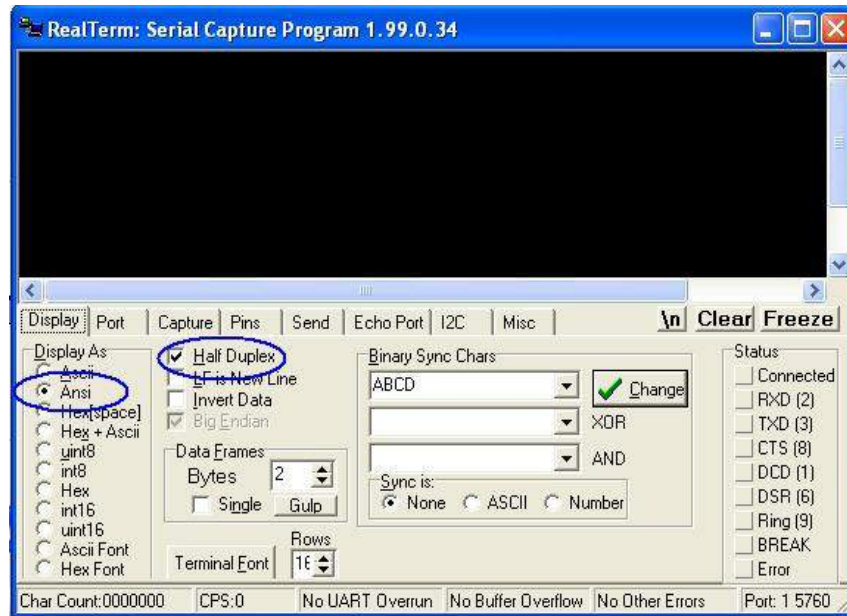 RealTerm: Serial Capture Program 1.99.0.34
Display Port Capture Pins Send Echo Port I2C Misc \n Clear Freeze
Display As
Ascii
Ansi
Hex[space]
Hex + Ascii
uint8
int8
Hex
int16
uint16
Ascii Font
Hex Font
Half Duplex
LF is New Line
Invert Data
Big Endian
Data Frames
Bytes 2
Single Gulp
Rows
Terminal Font 16
Binary Sync Chars
ABCD Change
XOR
AND
Sync is:
None ASCII Number
Status
Connected
RXD (2)
TXD (3)
CTS (8)
DCD (1)
DSR (6)
Ring (9)
BREAK
Error
Char Count:0000000 CPS:0 No UART Overrun No Buffer Overflow No Other Errors Port: 1 5760